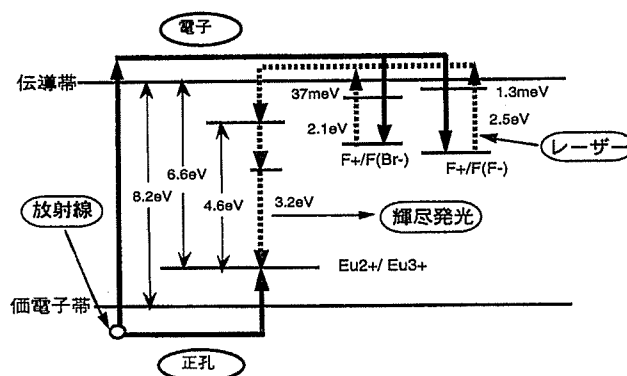 電子
伝導帯
37meV
1.3meV
2.1eV
2.5eV
レーザー
F+/F(Br-)
F+/F(F-)
6.6eV
8.2eV
4.6eV
3.2eV
放射線
輝尽発光
Eu2+/ Eu3+
価電子帯
正孔